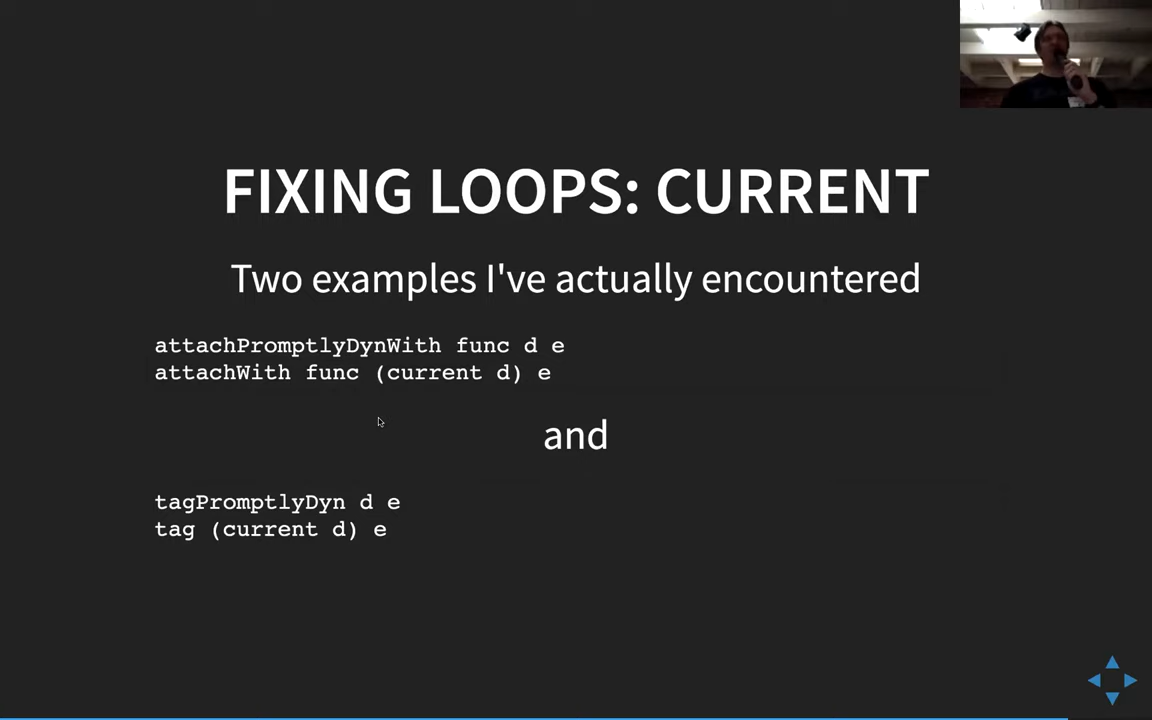 FIXING LOOPS: CURRENT
Two examples I've actually encountered
attachPromptlyDynWith func d e
attachWith func (current d) e
and
tagPromptlyDyn d e
tag (current d) e